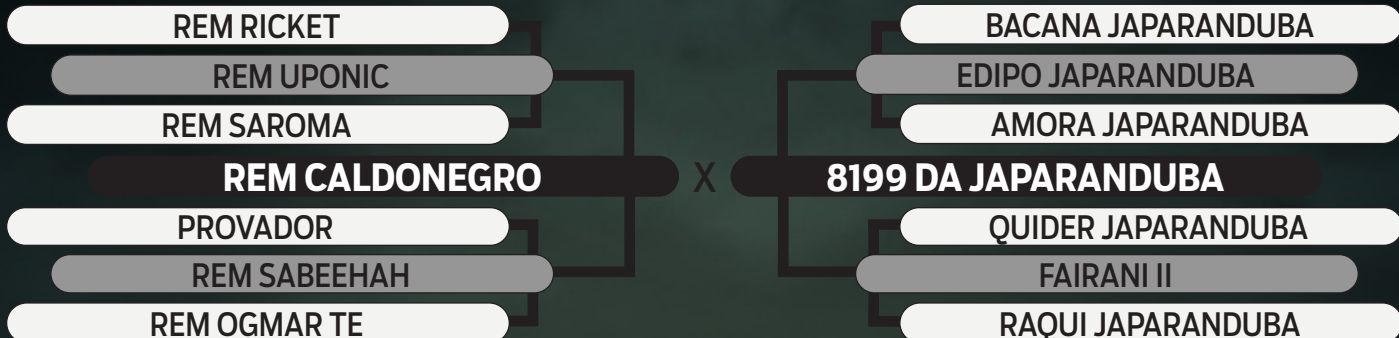 REM RICKET
REM UPONIC
REM SAROMA
REM CALDONEGRO
PROVADOR
REM SABEEHAH
REM OGMAR TE
X
BACANA JAPARANDUBA
EDIPO JAPARANDUBA
AMORA JAPARANDUBA
8199 DA JAPARANDUBA
QUIDER JAPARANDUBA
FAIRANI II
RAQUI JAPARANDUBA